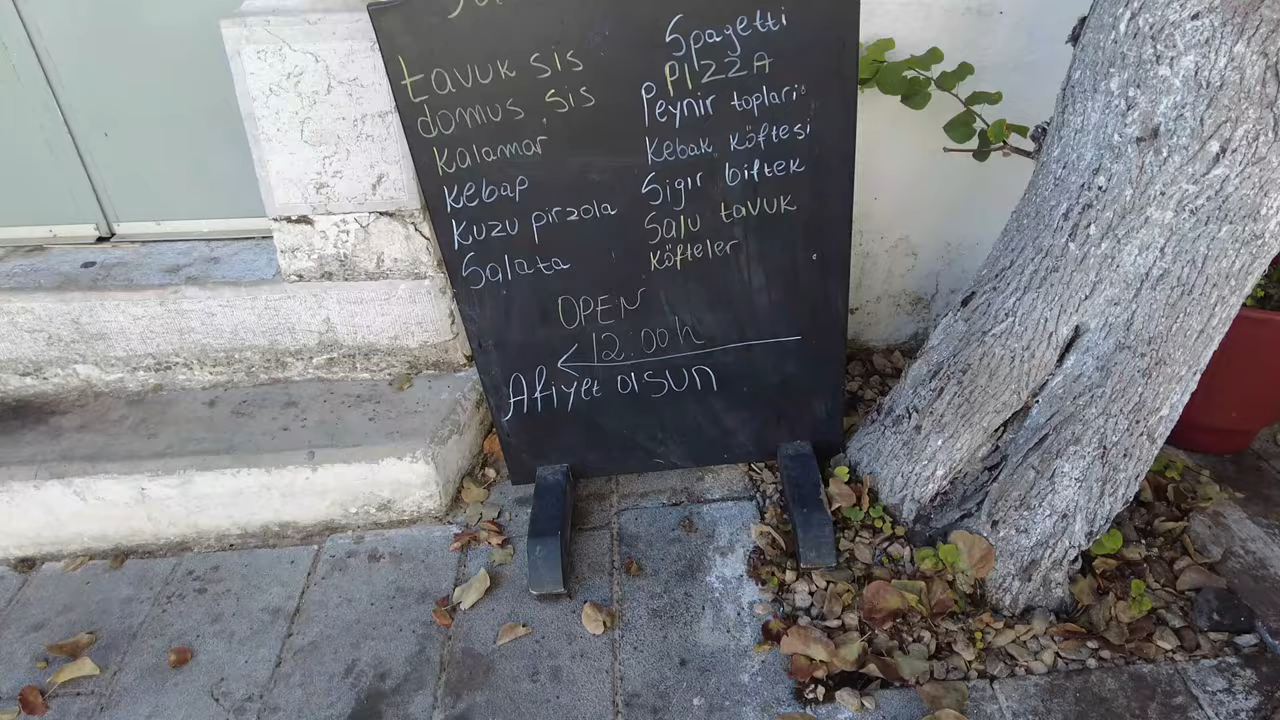 tavuk sis
domus sis
kalamar
kebap
kuzu pirzola
Salata
Spagetti
PIZZA
Peynir toplari
Kebak köftesi
Sigir biftek
Salu tavuk
köfteler
OPEN
12:00h
Afiyet olsun